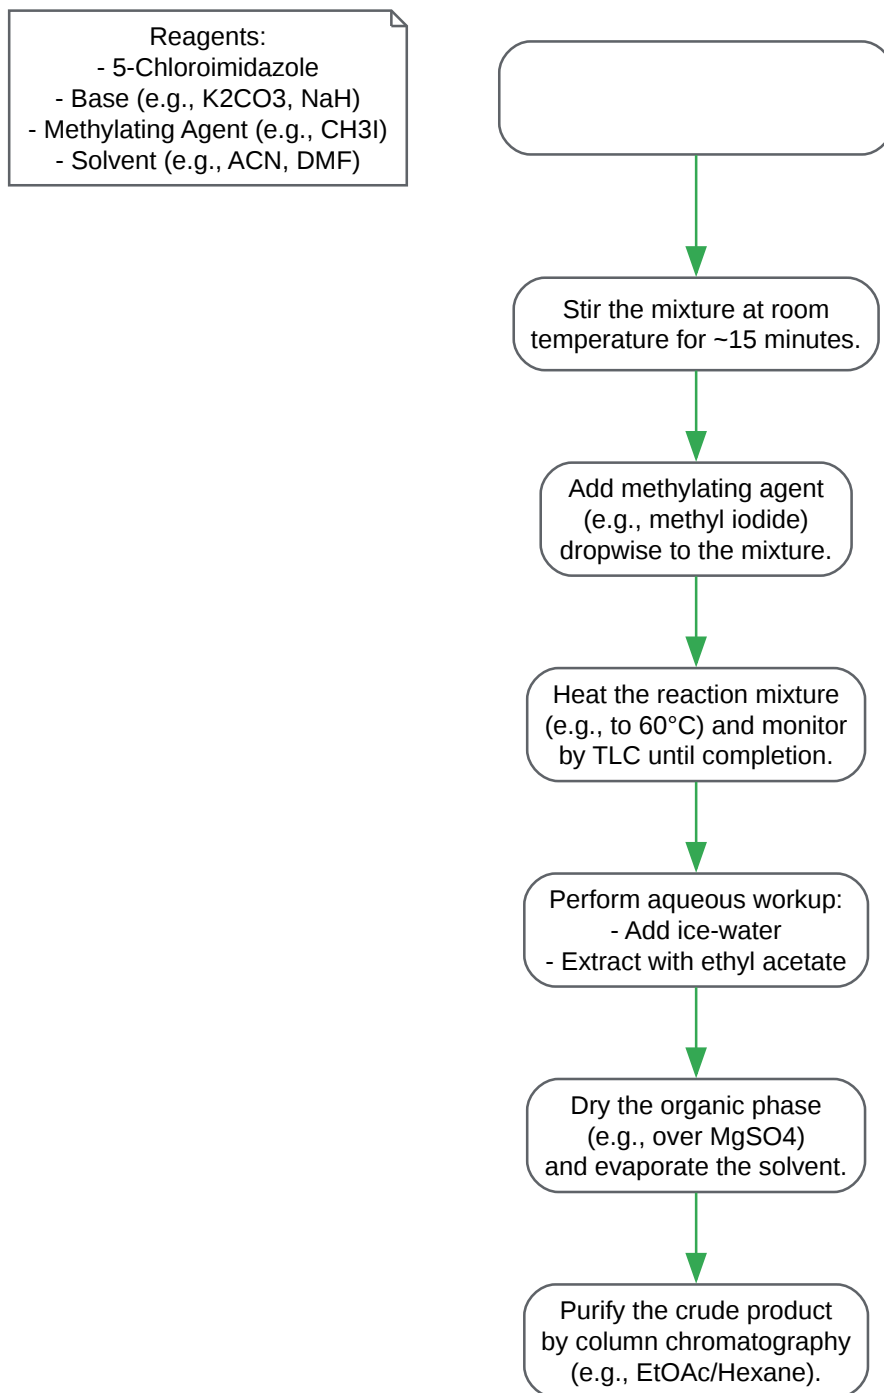 Reagents:
- 5-Chloroimidazole
- Base (e.g., K2CO3, NaH)
- Methylating Agent (e.g., CH3I)
- Solvent (e.g., ACN, DMF)
Stir the mixture at room
temperature for ~15 minutes.
Add methylating agent
(e.g., methyl iodide)
dropwise to the mixture.
Heat the reaction mixture
(e.g., to 60°C) and monitor
by TLC until completion.
Perform aqueous workup:
- Add ice-water
- Extract with ethyl acetate
Dry the organic phase
(e.g., over MgSO4)
and evaporate the solvent.
Purify the crude product
by column chromatography
(e.g., EtOAc/Hexane).